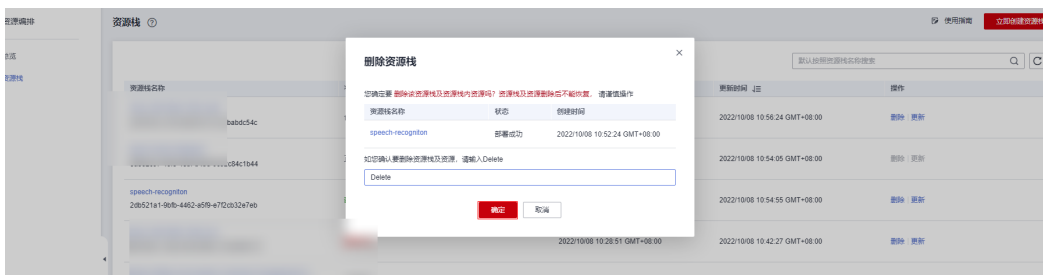 资源编排
资源栈
使用指南
立即创建资源栈
总览
资源栈
删除资源栈
默认按照资源栈名称搜索
您确定要 删除该资源栈及资源栈内资源吗？资源栈及资源删除后不能恢复， 请谨慎操作
资源栈名称
更新时间
操作
资源栈名称 状态 创建时间
speech-recogniton 部署成功 2022/10/08 10:52:24 GMT+08:00
babdc54c
2022/10/08 10:56:24 GMT+08:00
删除 更新
如您确认要删除资源栈及资源，请输入Delete
Delete
84c1b44
2022/10/08 10:54:05 GMT+08:00
删除 更新
speech-recogniton
2db521a1-9bfb-4462-a5f9-e7f2cb32e7eb
2022/10/08 10:54:55 GMT+08:00
删除 更新
确定 取消
2022/10/08 10:28:51 GMT+08:00
2022/10/08 10:42:27 GMT+08:00
删除 更新